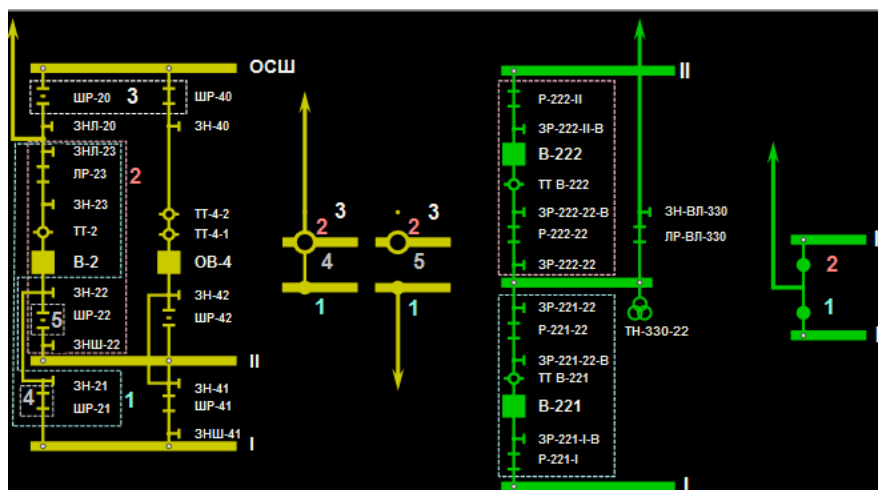 ОСШ
ШР-20
3
ШР-40
ЗНЛ-20
ЗН-40
ЗНЛ-23
ЛР-23
2
ЗН-23
ТТ-2
ТТ-4-2
ТТ-4-1
В-2
ОВ-4
ЗН-22
ЗН-42
5
ШР-22
ШР-42
ЗНШ-22
II
ЗН-21
ЗН-41
4
ШР-21
1
ШР-41
ЗНШ-41
I
3
2
4
1
3
2
5
1
II
Р-222-II
ЗР-222-II-В
В-222
ТТ В-222
ЗР-222-22-В
Р-222-22
ЗР-222-22
ЗН-ВЛ-330
ЛР-ВЛ-330
ТН-330-22
ЗР-221-22
Р-221-22
ЗР-221-22-В
ТТ В-221
В-221
ЗР-221-I-В
Р-221-I
I
2
1